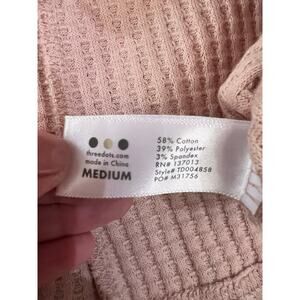 threedots.com
made in China
MEDIUM
58% Cotton
39% Polyester
3% Spandex
RN# 137013
Style# TD004858
PO# M31756